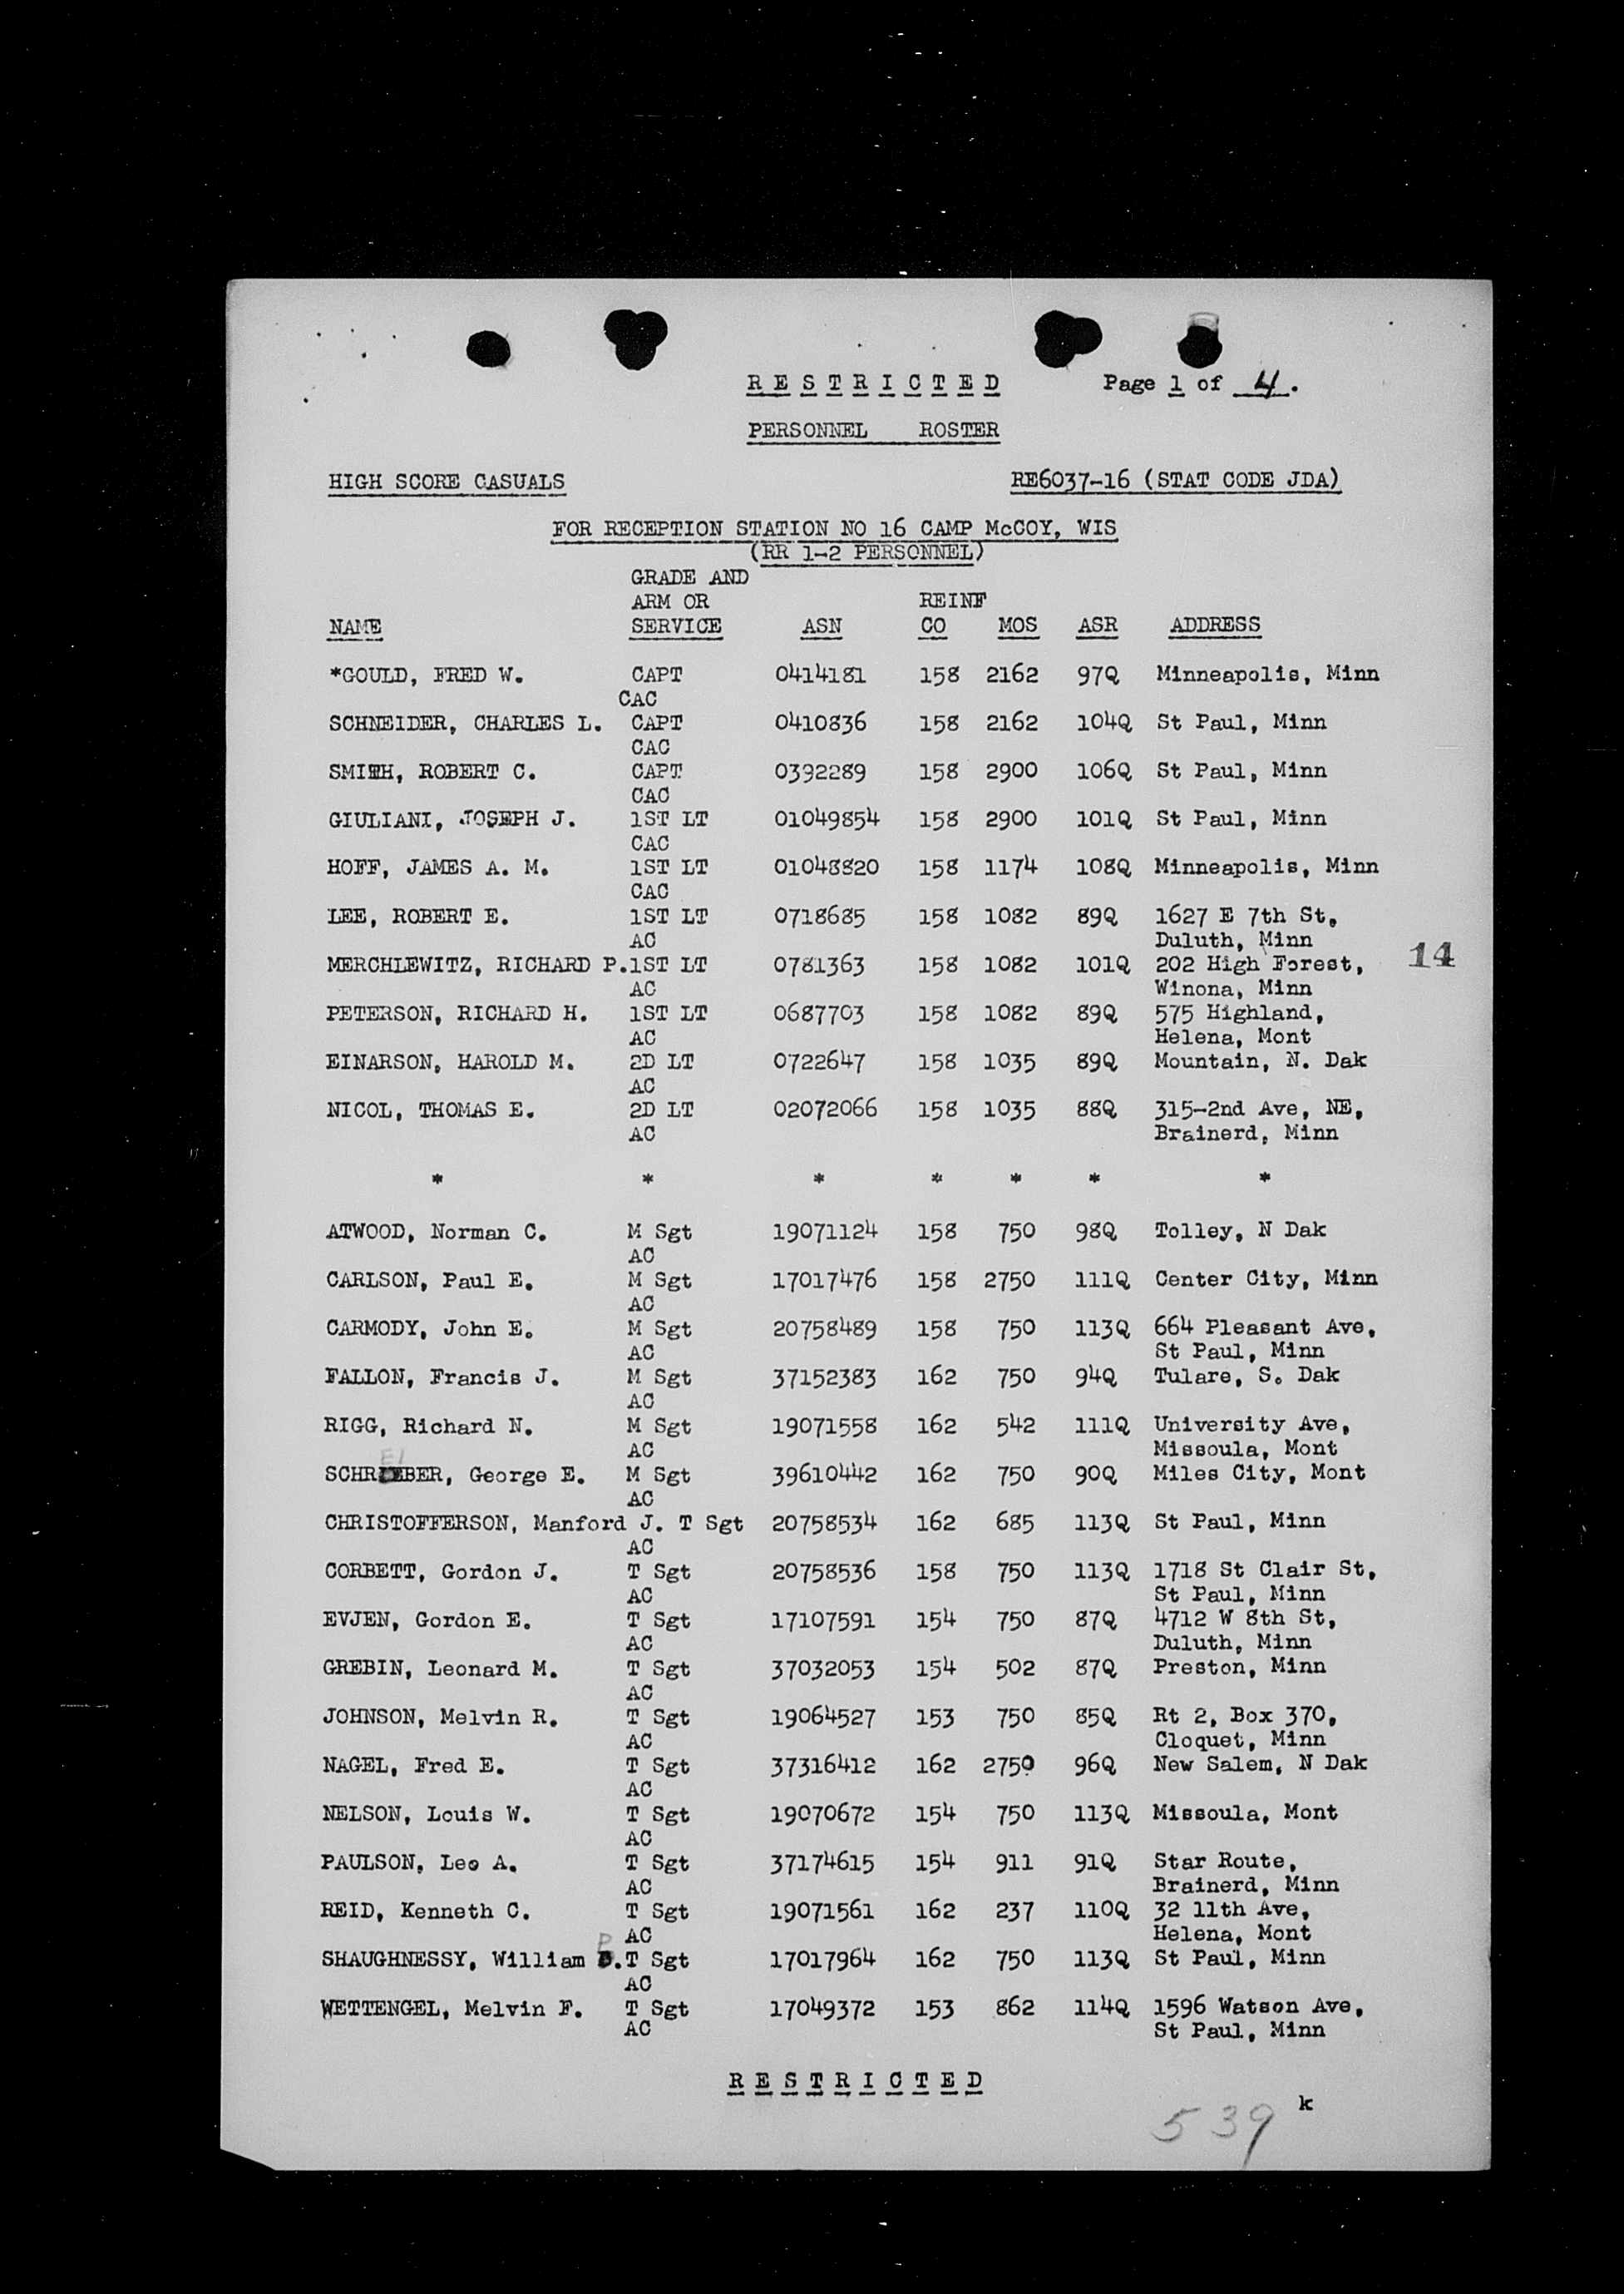 RESTRICTED Page 1 of 4.
PERSONNEL ROSTER
HIGH SCORE CASUALS RE6037-16 (STAT CODE JDA)
FOR RECEPTION STATION NO 16 CAMP McCOY, WIS
(RR 1-2 PERSONNEL)
GRADE AND
ARM OR REINF
NAME SERVICE ASN CO MOS ASR ADDRESS
*GOULD, FRED W. CAPT 0414181 158 2162 97Q Minneapolis, Minn
CAC
SCHNEIDER, CHARLES L. CAPT 0410836 158 2162 104Q St Paul, Minn
CAC
SMITH, ROBERT C. CAPT 0392289 158 2900 106Q St Paul, Minn
CAC
GIULIANI, JOSEPH J. 1ST LT 01049854 158 2900 101Q St Paul, Minn
CAC
HOFF, JAMES A. M. 1ST LT 01048820 158 1174 108Q Minneapolis, Minn
CAC
LEE, ROBERT E. 1ST LT 0718685 158 1082 89Q 1627 E 7th St,
AC Duluth, Minn
MERCHLEWITZ, RICHARD P. 1ST LT 0781363 158 1082 101Q 202 High Forest, 14
AC Winona, Minn
PETERSON, RICHARD H. 1ST LT 0687703 158 1082 89Q 575 Highland,
AC Helena, Mont
EINARSON, HAROLD M. 2D LT 0722647 158 1035 89Q Mountain, N. Dak
AC
NICOL, THOMAS E. 2D LT 02072066 158 1035 88Q 315-2nd Ave, NE,
AC Brainerd, Minn
* * * * * * *
ATWOOD, Norman C. M Sgt 19071124 158 750 98Q Tolley, N Dak
AC
CARLSON, Paul E. M Sgt 17017476 158 2750 111Q Center City, Minn
AC
CARMODY, John E. M Sgt 20758489 158 750 113Q 664 Pleasant Ave,
AC St Paul, Minn
FALLON, Francis J. M Sgt 37152383 162 750 94Q Tulare, S. Dak
AC
RIGG, Richard N. M Sgt 19071558 162 542 111Q University Ave,
AC Missoula, Mont
SCHREIBER, George E. M Sgt 39610442 162 750 90Q Miles City, Mont
AC
CHRISTOFFERSON, Manford J. T Sgt 20758534 162 685 113Q St Paul, Minn
AC
CORBETT, Gordon J. T Sgt 20758536 158 750 113Q 1718 St Clair St,
AC St Paul, Minn
EVJEN, Gordon E. T Sgt 17107591 154 750 87Q 4712 W 8th St,
AC Duluth, Minn
GREBIN, Leonard M. T Sgt 37032053 154 502 87Q Preston, Minn
AC
JOHNSON, Melvin R. T Sgt 19064527 153 750 85Q Rt 2, Box 370,
AC Cloquet, Minn
NAGEL, Fred E. T Sgt 37316412 162 2750 96Q New Salem, N Dak
AC
NELSON, Louis W. T Sgt 19070672 154 750 113Q Missoula, Mont
AC
PAULSON, Leo A. T Sgt 37174615 154 911 91Q Star Route,
AC Brainerd, Minn
REID, Kenneth C. T Sgt 19071561 162 237 110Q 32 11th Ave,
AC Helena, Mont
SHAUGHNESSY, William P. T Sgt 17017964 162 750 113Q St Paul, Minn
AC
WETTENGEL, Melvin F. T Sgt 17049372 153 862 114Q 1596 Watson Ave,
AC St Paul, Minn
RESTRICTED
k
539